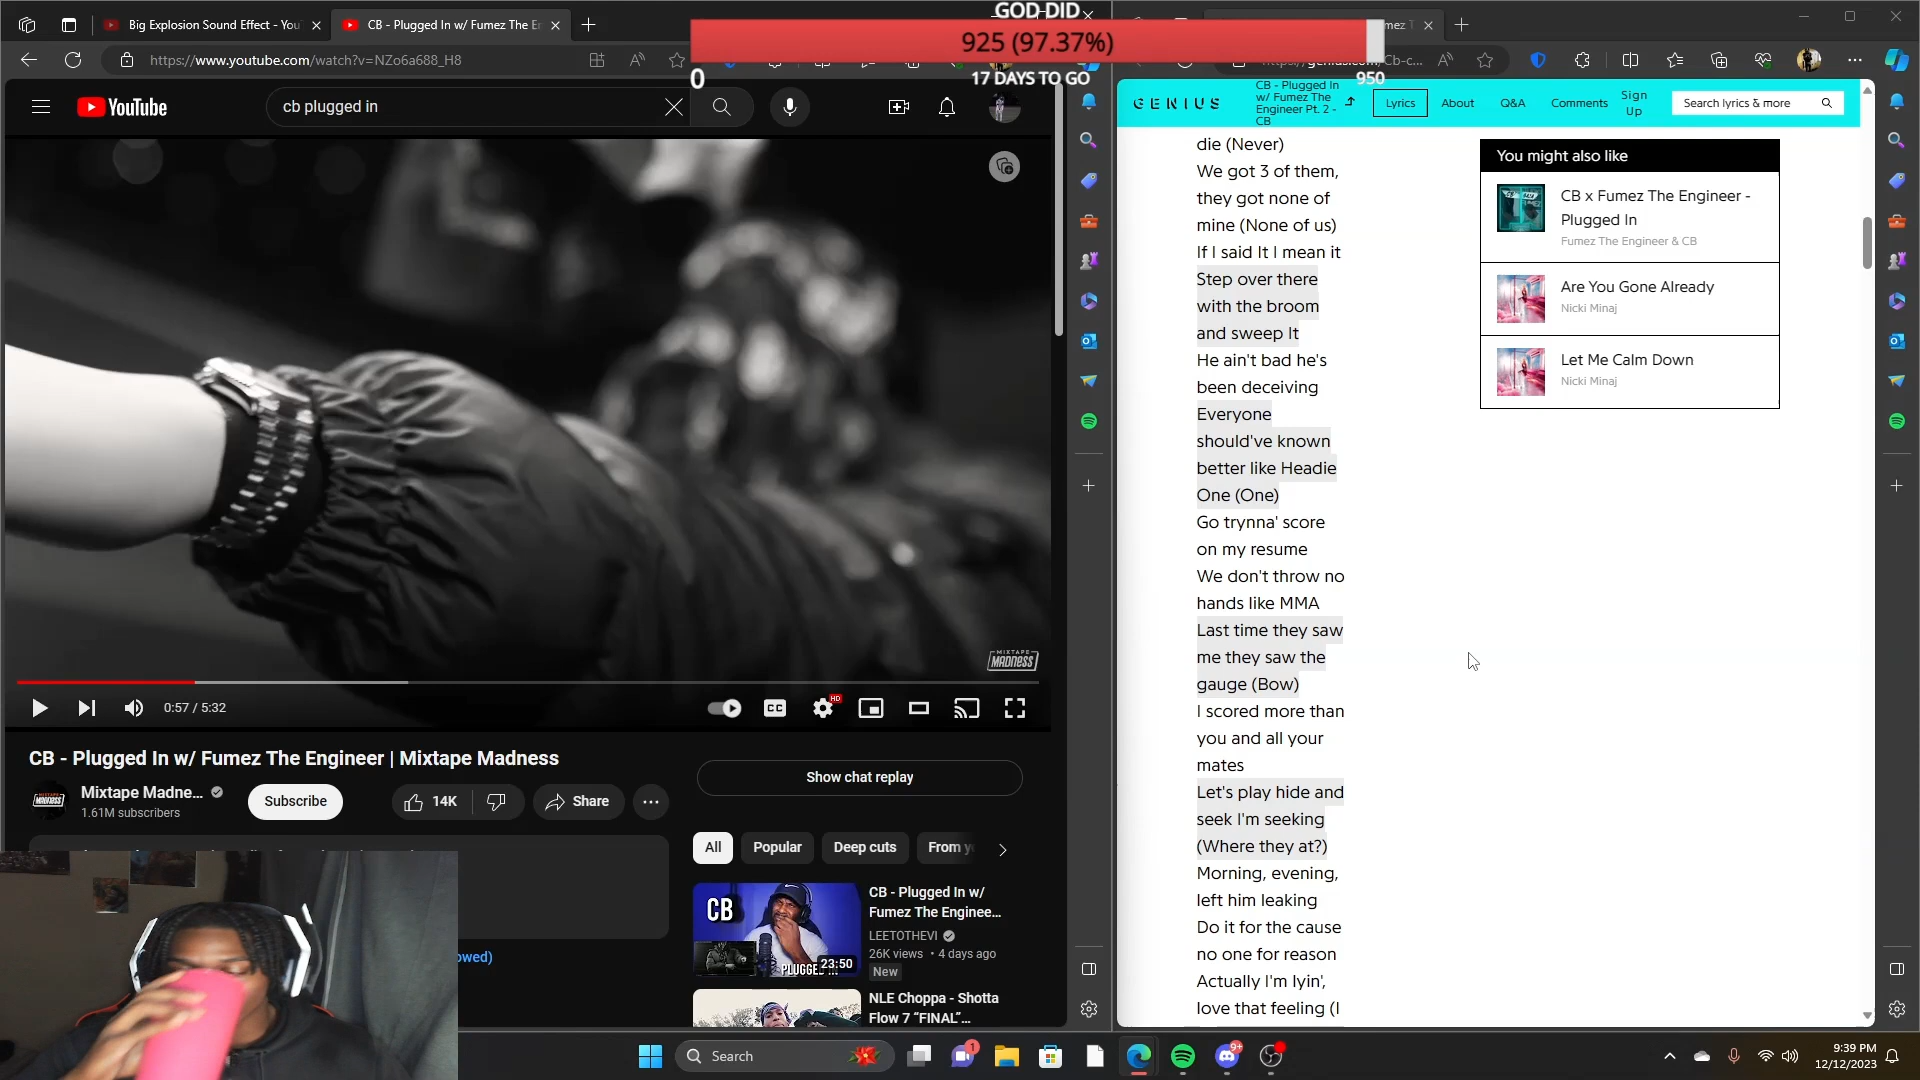 Big Explosion Sound Effect - You
CB - Plugged In w/ Fumez The E
GOD DID
925 (97.37%)
0
17 DAYS TO GO
950
https://www.youtube.com/watch?v=NZo6a688_H8
YouTube
cb plugged in
MIXTAPE
MADNESS
0:57 / 5:32
CC
HD
CB - Plugged In w/ Fumez The Engineer | Mixtape Madness
Mixtape Madne...
1.61M subscribers
Subscribe
14K
Share
Show chat replay
All
Popular
Deep cuts
From y
owed)
CB
PLUGGED
23:50
CB - Plugged In w/
Fumez The Enginee...
LEETOTHEVI
26K views • 4 days ago
New
NLE Choppa - Shotta
Flow 7 “FINAL”...
GENIUS
CB - Plugged In
w/ Fumez The
Engineer Pt. 2 -
CB
Lyrics
About
Q&A
Comments
Sign
Up
Search lyrics & more
die (Never)
We got 3 of them,
they got none of
mine (None of us)
If I said It I mean it
Step over there
with the broom
and sweep It
He ain't bad he's
been deceiving
Everyone
should've known
better like Headie
One (One)
Go trynna' score
on my resume
We don't throw no
hands like MMA
Last time they saw
me they saw the
gauge (Bow)
I scored more than
you and all your
mates
Let's play hide and
seek I'm seeking
(Where they at?)
Morning, evening,
left him leaking
Do it for the cause
no one for reason
Actually I'm lyin',
love that feeling (I
You might also like
CB x Fumez The Engineer -
Plugged In
Fumez The Engineer & CB
Are You Gone Already
Nicki Minaj
Let Me Calm Down
Nicki Minaj
Search
1
9+
9:39 PM
12/12/2023